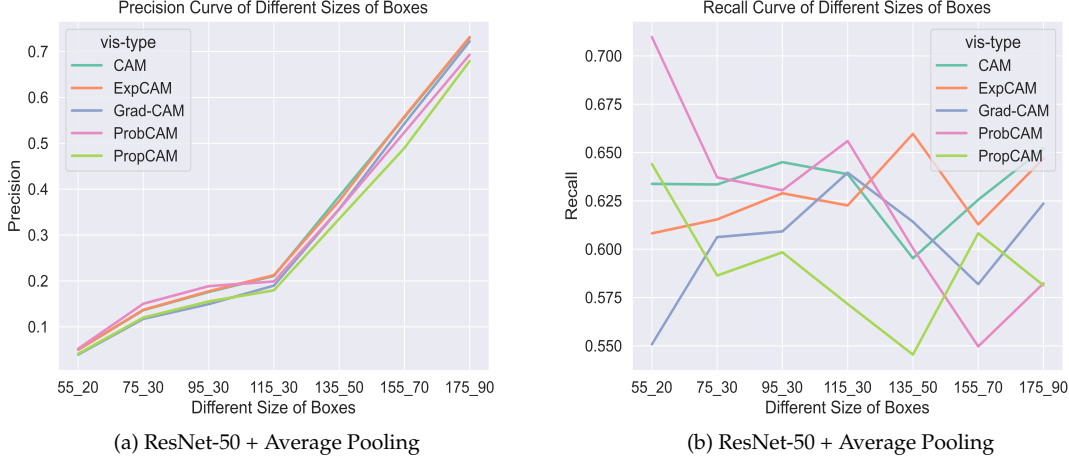 Precision Curve of Different Sizes of Boxes
vis-type
CAM
ExpCAM
Grad-CAM
ProbCAM
PropCAM
0.7
0.6
0.5
0.4
0.3
0.2
0.1
Precision
55_20 75_30 95_30 115_30 135_50 155_70 175_90
Different Size of Boxes
(a) ResNet-50 + Average Pooling
Recall Curve of Different Sizes of Boxes
vis-type
CAM
ExpCAM
Grad-CAM
ProbCAM
PropCAM
0.700
0.675
0.650
0.625
0.600
0.575
0.550
Recall
55_20 75_30 95_30 115_30 135_50 155_70 175_90
Different Size of Boxes
(b) ResNet-50 + Average Pooling